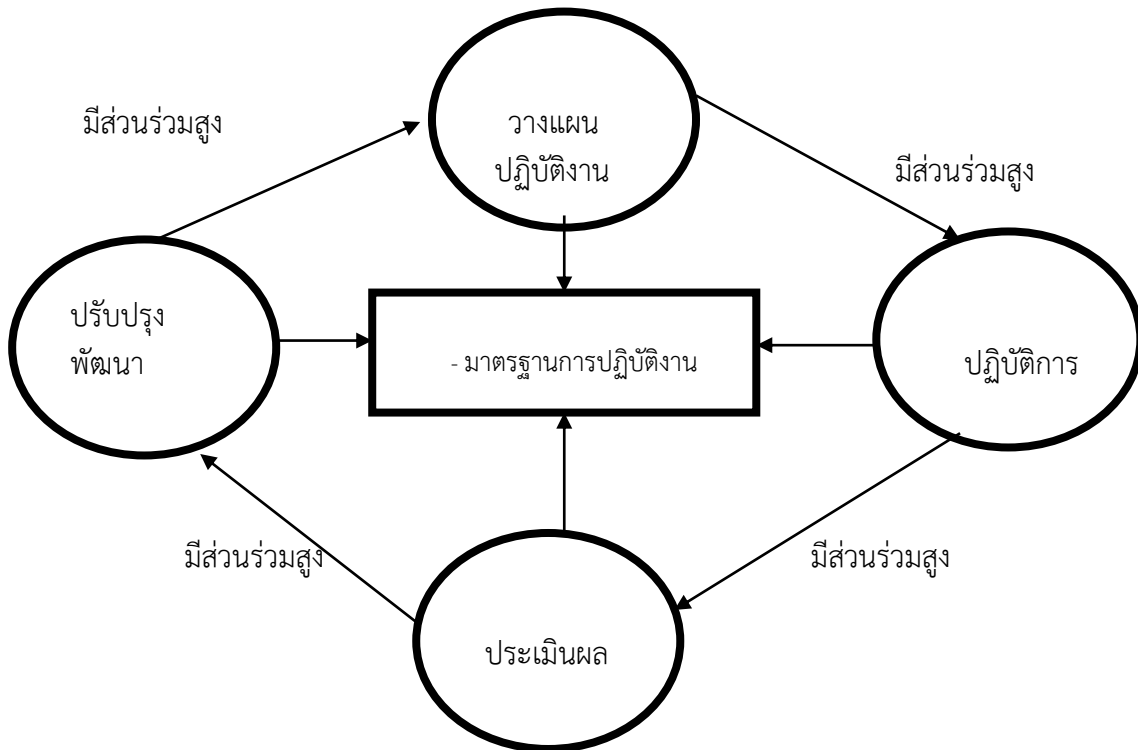 วางแผน
ปฏิบัติงาน
มีส่วนร่วมสูง
มีส่วนร่วมสูง
ปรับปรุง
พัฒนา
- มาตรฐานการปฏิบัติงาน
ปฏิบัติการ
มีส่วนร่วมสูง
มีส่วนร่วมสูง
ประเมินผล